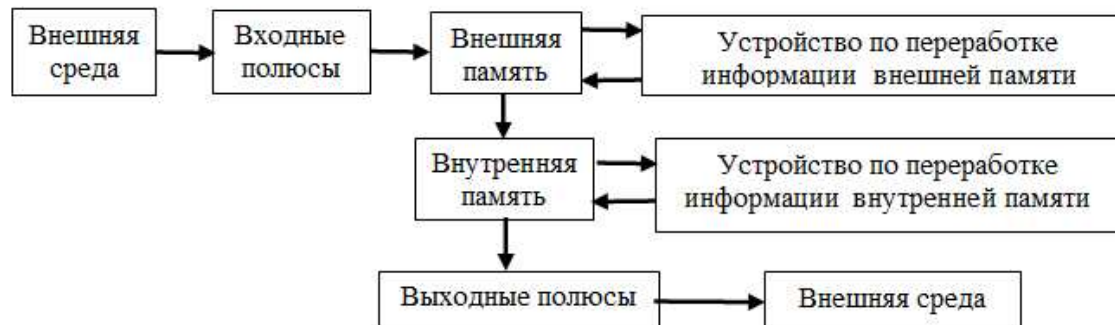 Внешняя
среда
Входные
полюсы
Внешняя
память
Устройство по переработке
информации внешней памяти
Внутренняя
память
Устройство по переработке
информации внутренней памяти
Выходные полюсы
Внешняя среда